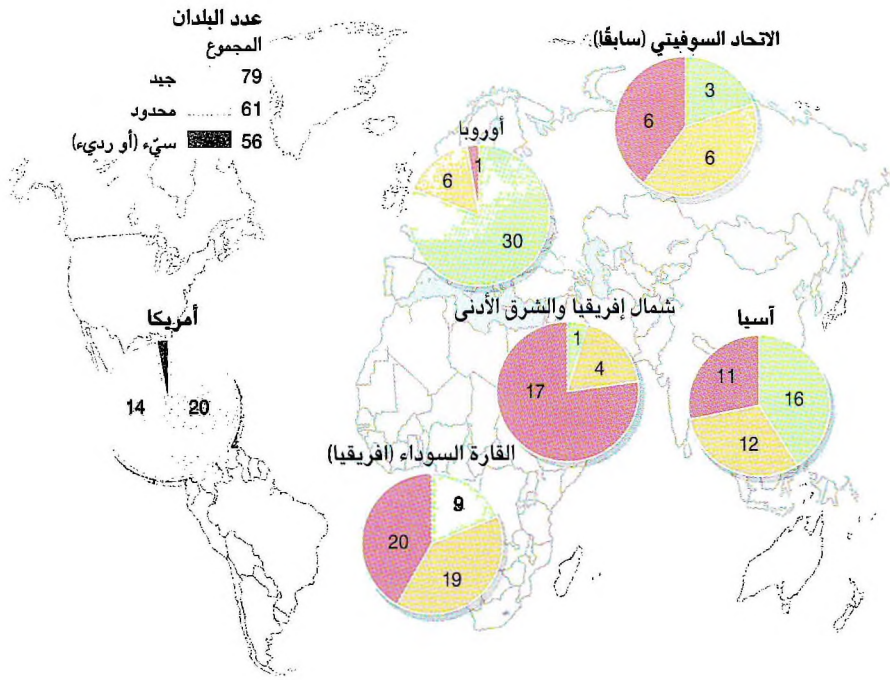 عدد البلدان
المجموع
جيد 79
محدود 61
سيّء (أو رديء) 56
الاتحاد السوفيتي (سابقًا)
3
6
6
أوروبا
1
6
30
شمال إفريقيا والشرق الأدنى
1
4
17
آسيا
11
16
12
أمريكا
14 20
القارة السوداء (افريقيا)
9
20
19